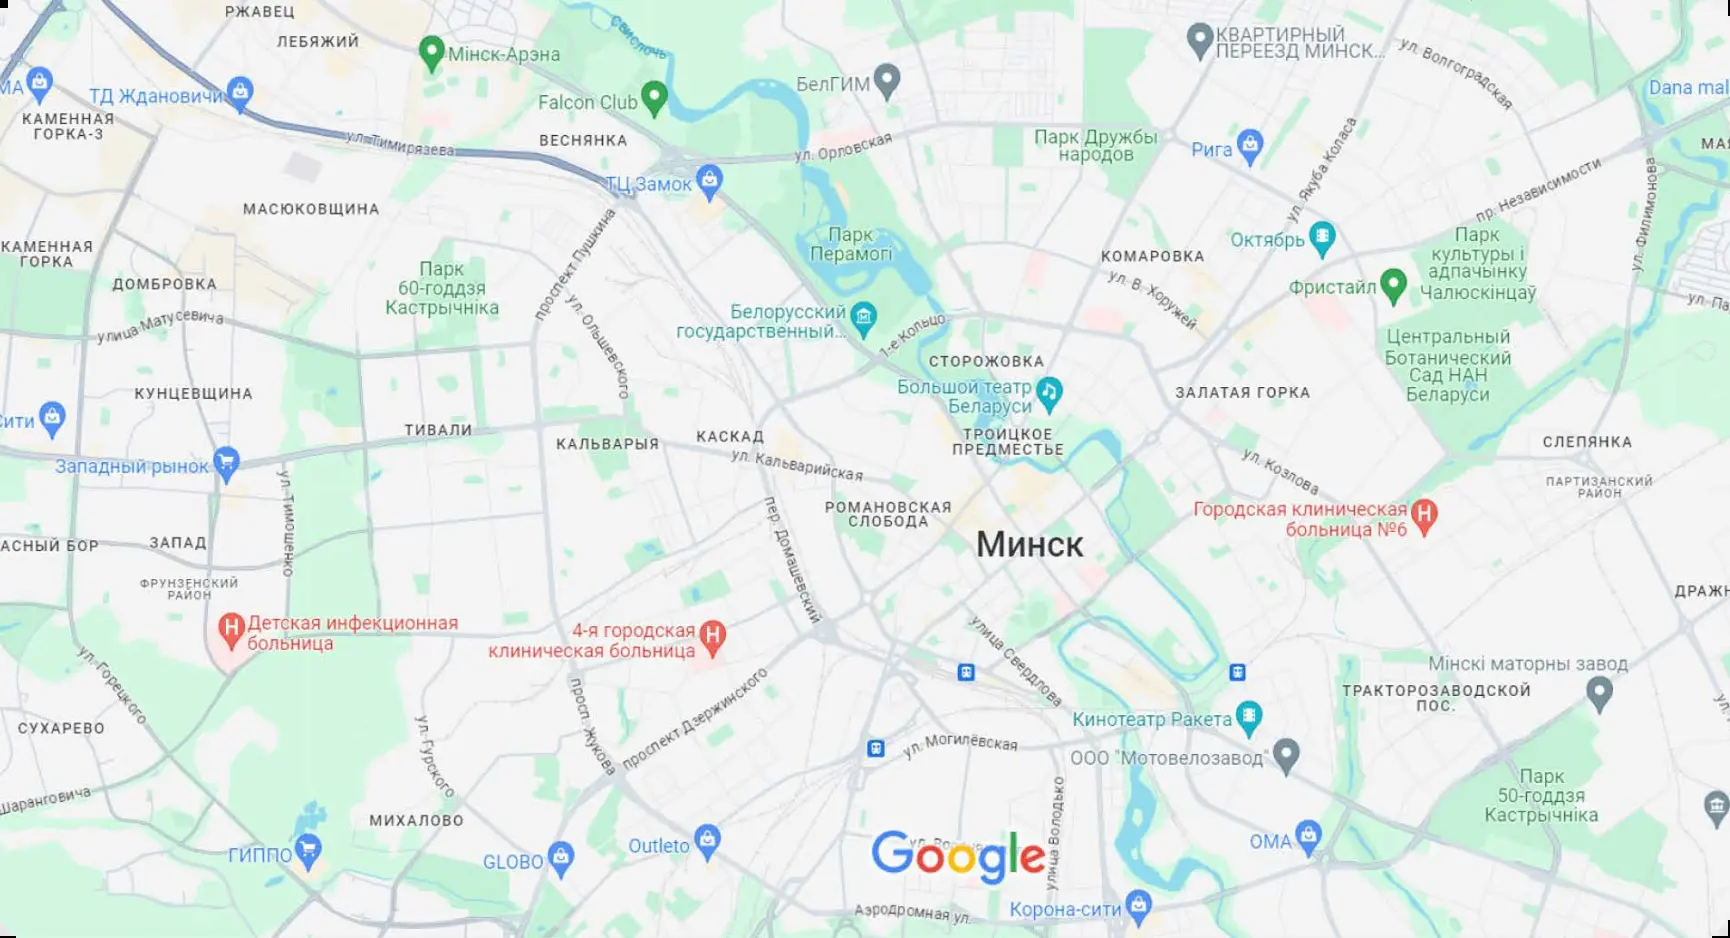 РЖАВЕЦ
ЛЕБЯЖИЙ
Мінск-Арэна
Свислочь
КВАРТИРНЫЙ
ПЕРЕЕЗД МИНСК...
ул. Волгоградская
БелГИМ
Dana mal
ТД Ждановичи
Falcon Club
КАМЕННАЯ
ГОРКА-3
ВЕСНЯНКА
ул. Тимирязева
ул. Орловская
Парк Дружбы
народов
Рига
ул. Якуба Коласа
ТЦ Замок
пр. Независимости
ул. Филимонова
МАСЮКОВЩИНА
проспект Пушкина
КАМЕННАЯ
ГОРКА
Парк
Перамогі
КОМАРОВКА
Октябрь
Парк
культуры і
адпачынку
Чалюскінцаў
ДОМБРОВКА
Парк
60-годдзя
Кастрычніка
ул. В. Хоружей
Фристайл
улица Матусевича
ул. Ольшевского
Белорусский
государственный...
1-е Кольцо
Центральный
Ботанический
Сад НАН
Беларуси
СТОРОЖОВКА
КУНЦЕВЩИНА
Большой театр
Беларуси
ЗАЛАТАЯ ГОРКА
Сити
ТИВАЛИ
КАЛЬВАРЫЯ
КАСКАД
ТРОИЦКОЕ
ПРЕДМЕСТЬЕ
СЛЕПЯНКА
Западный рынок
ул. Кальварийская
ул. Козлова
ПАРТИЗАНСКИЙ
РАЙОН
ул. Тимошенко
пер. Домашевский
РОМАНОВСКАЯ
СЛОБОДА
Городская клиническая
больница №6
АСНЫЙ БОР
ЗАПАД
Минск
ФРУНЗЕНСКИЙ
РАЙОН
ДРАЖН
Детская инфекционная
больница
4-я городская
клиническая больница
улица Свердлова
ул. Горецкого
Мінскі маторны завод
ТРАКТОРОЗАВОДСКОЙ
ПОС.
СУХАРЕВО
ул. Гурского
просп. Жукова
проспект Дзержинского
Кинотеатр Ракета
ул. Могилёвская
ООО "Мотовелозавод"
Шаранговича
МИХАЛОВО
Парк
50-годдзя
Кастрычніка
улица Володько
ГИППО
GLOBO
Outleto
Google
ОМА
Аэродромная ул.
Корона-сити